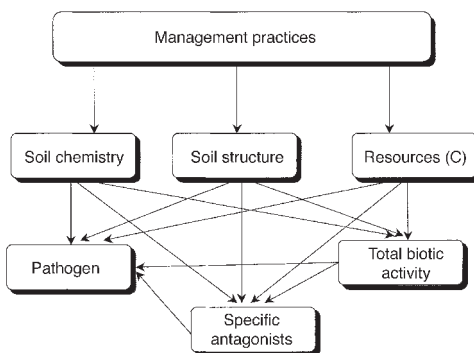 Management practices
Soil chemistry
Soil structure
Resources (C)
Pathogen
Total biotic
activity
Specific
antagonists